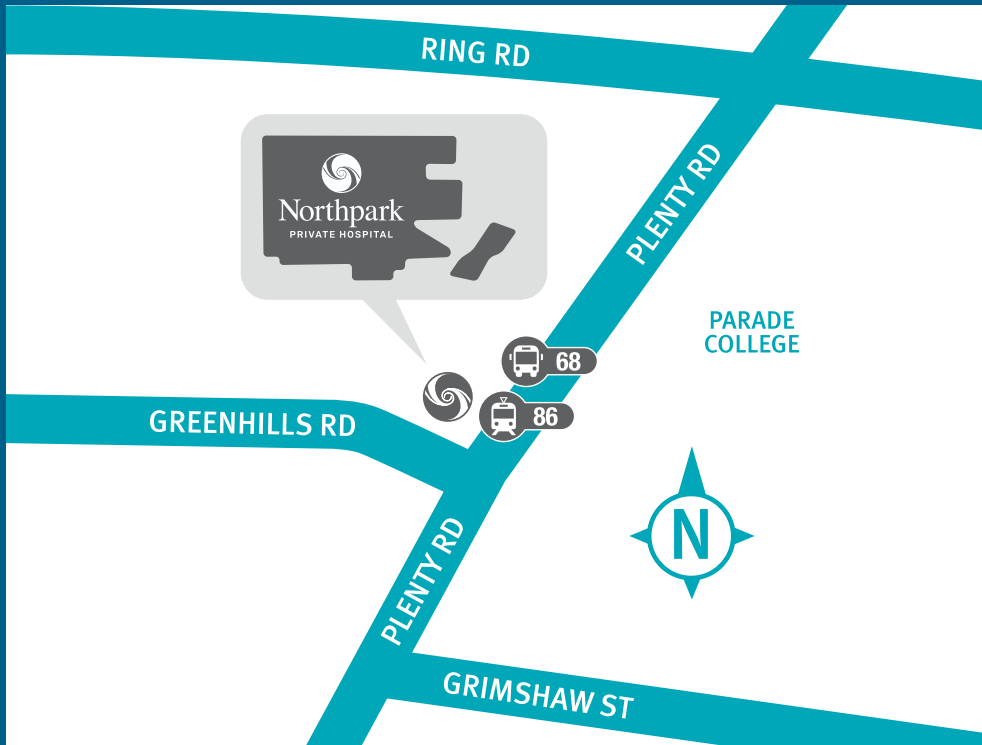 RING RD
PLENTY RD
Northpark
PRIVATE HOSPITAL
PARADE
COLLEGE
68
86
GREENHILLS RD
N
PLENTY RD
GRIMSHAW ST